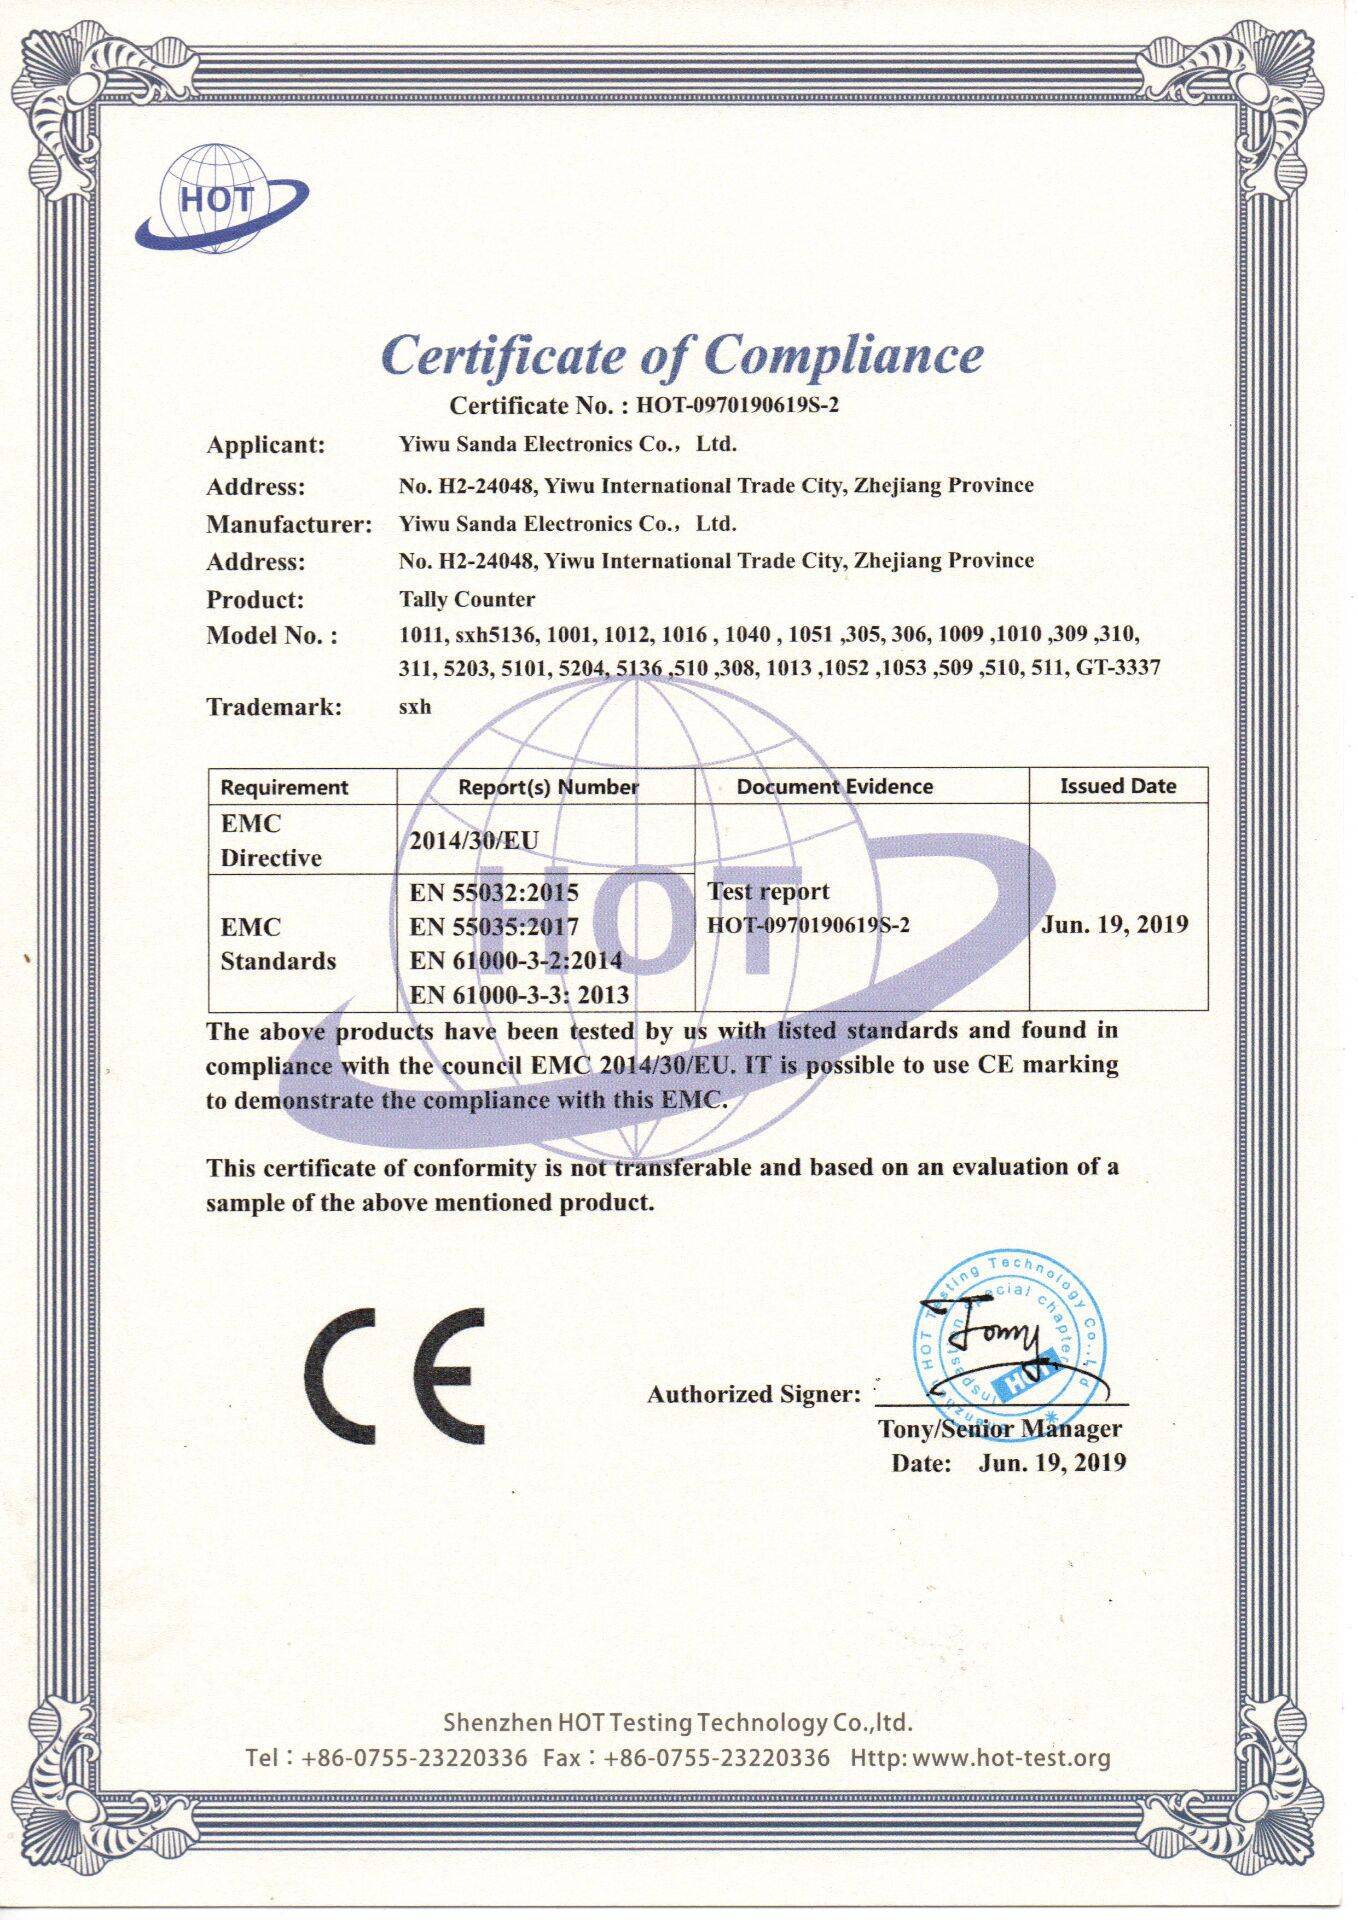 HOT
Certificate of Compliance
Certificate No. : HOT-0970190619S-2
Applicant: Yiwu Sanda Electronics Co., Ltd.
Address: No. H2-24048, Yiwu International Trade City, Zhejiang Province
Manufacturer: Yiwu Sanda Electronics Co., Ltd.
Address: No. H2-24048, Yiwu International Trade City, Zhejiang Province
Product: Tally Counter
Model No. : 1011, sxh5136, 1001, 1012, 1016 , 1040 , 1051 ,305, 306, 1009 ,1010 ,309 ,310,
311, 5203, 5101, 5204, 5136 ,510 ,308, 1013 ,1052 ,1053 ,509 ,510, 511, GT-3337
Trademark: sxh
Requirement Report(s) Number Document Evidence Issued Date
EMC
Directive
2014/30/EU
EMC
Standards
EN 55032:2015
EN 55035:2017
EN 61000-3-2:2014
EN 61000-3-3: 2013
Test report
HOT-0970190619S-2
Jun. 19, 2019
HOT
The above products have been tested by us with listed standards and found in
compliance with the council EMC 2014/30/EU. IT is possible to use CE marking
to demonstrate the compliance with this EMC.
This certificate of conformity is not transferable and based on an evaluation of a
sample of the above mentioned product.
CE
HOT Testing Technology Co.,Ltd
special chapter
HOT
Tony
Authorized Signer:
Tony/Senior Manager
Date: Jun. 19, 2019
Shenzhen HOT Testing Technology Co.,ltd.
Tel : +86-0755-23220336 Fax : +86-0755-23220336 Http: www.hot-test.org